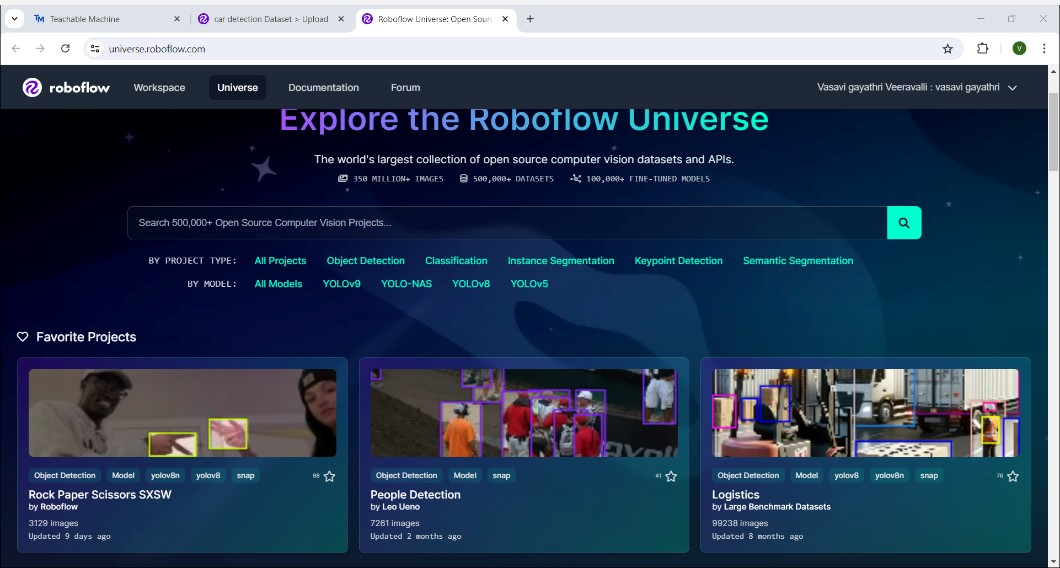 Teachable Machine
car detection Dataset > Upload
Roboflow Universe: Open Sourc
universe.roboflow.com
V
roboflow
Workspace
Universe
Documentation
Forum
Vasavi gayathri Veeravalli : vasavi gayathri
Explore the Roboflow Universe
The world's largest collection of open source computer vision datasets and APIs.
350 MILLION+ IMAGES 500,000+ DATASETS 100,000+ FINE-TUNED MODELS
Search 500,000+ Open Source Computer Vision Projects...
BY PROJECT TYPE: All Projects Object Detection Classification Instance Segmentation Keypoint Detection Semantic Segmentation
BY MODEL: All Models YOLOv9 YOLO-NAS YOLOv8 YOLOv5
Favorite Projects
Object Detection Model yolov8n yolov8 snap
Rock Paper Scissors SXSW
by Roboflow
3129 images
Updated 9 days ago
Object Detection Model snap 41
People Detection
by Leo Ueno
7261 images
Updated 2 months ago
Object Detection Model yolov8 yolov8n snap
Logistics
by Large Benchmark Datasets
99238 images
Updated 8 months ago